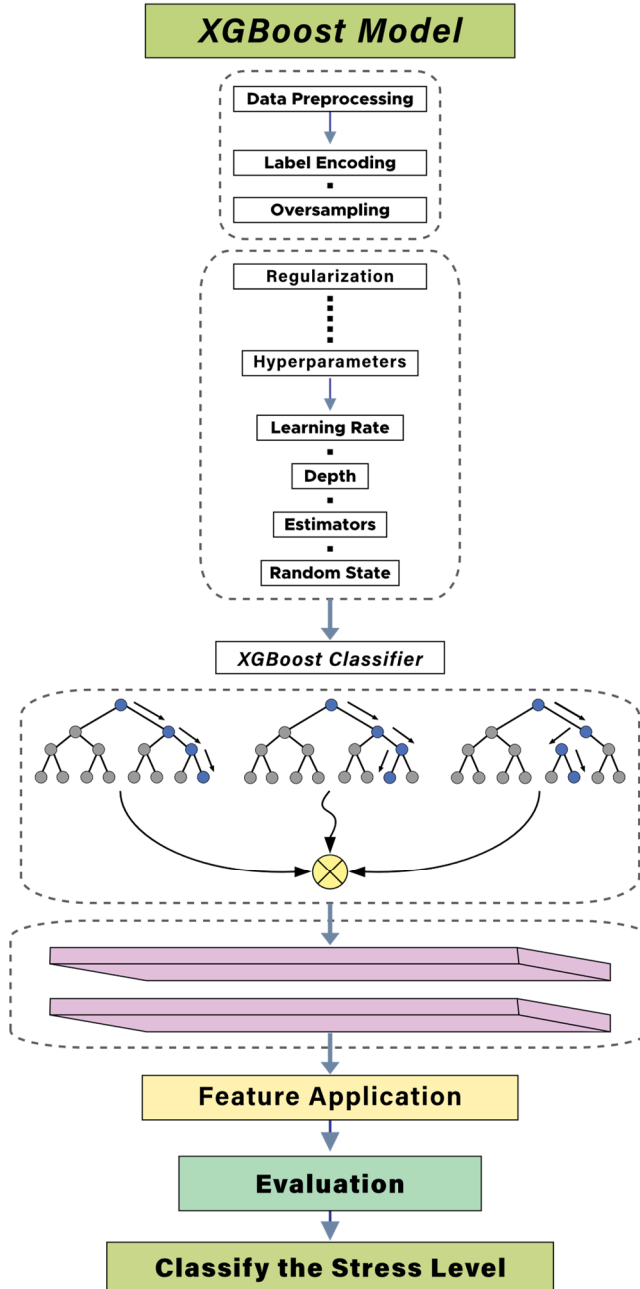 XGBoost Model
Data Preprocessing
Label Encoding
Oversampling
Regularization
Hyperparameters
Learning Rate
Depth
Estimators
Random State
XGBoost Classifier
Feature Application
Evaluation
Classify the Stress Level